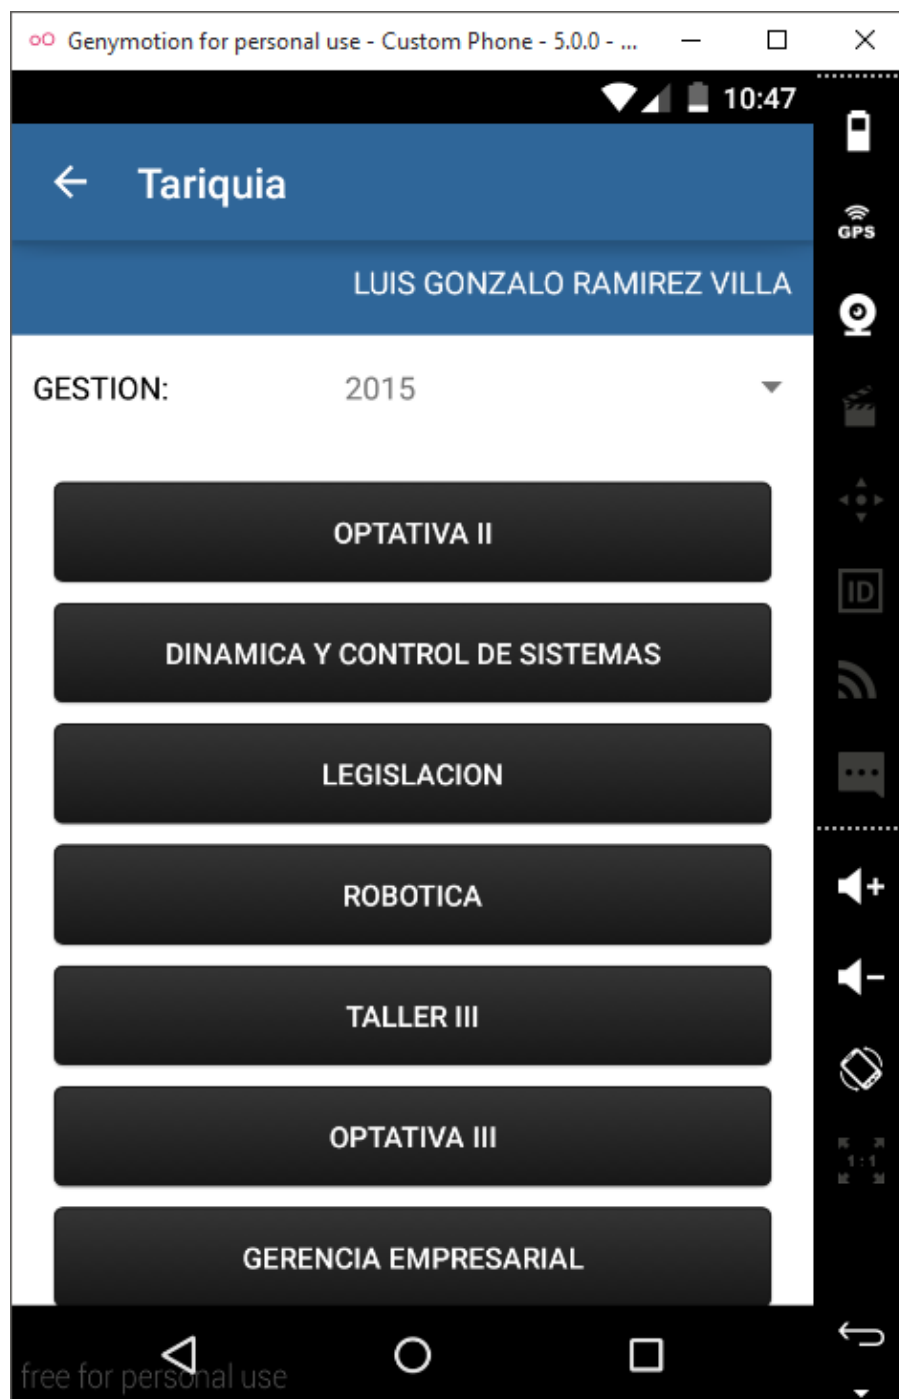 Genymotion for personal use - Custom Phone - 5.0.0 - ...
10:47
Tariquia
GPS
LUIS GONZALO RAMIREZ VILLA
GESTION: 2015
OPTATIVA II
DINAMICA Y CONTROL DE SISTEMAS
ID
LEGISLACION
ROBOTICA
TALLER III
OPTATIVA III
1:1
GERENCIA EMPRESARIAL
free for personal use